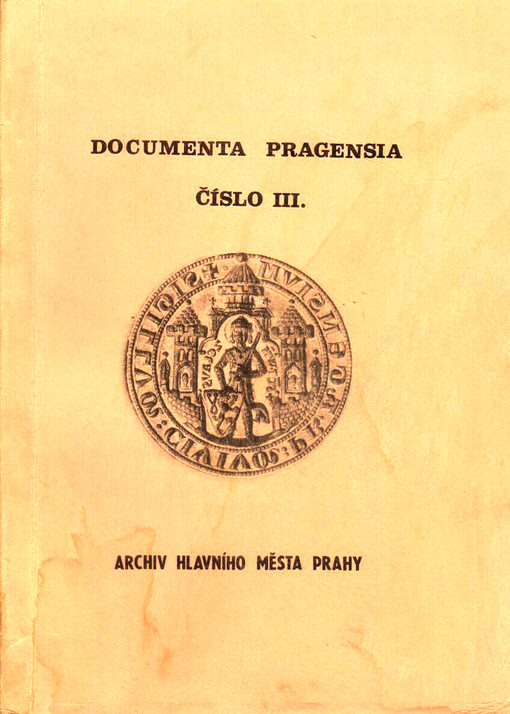 DOCUMENTA PRAGENSIA
ČÍSLO III.
ARCHIV HLAVNÍHO MĚSTA PRAHY